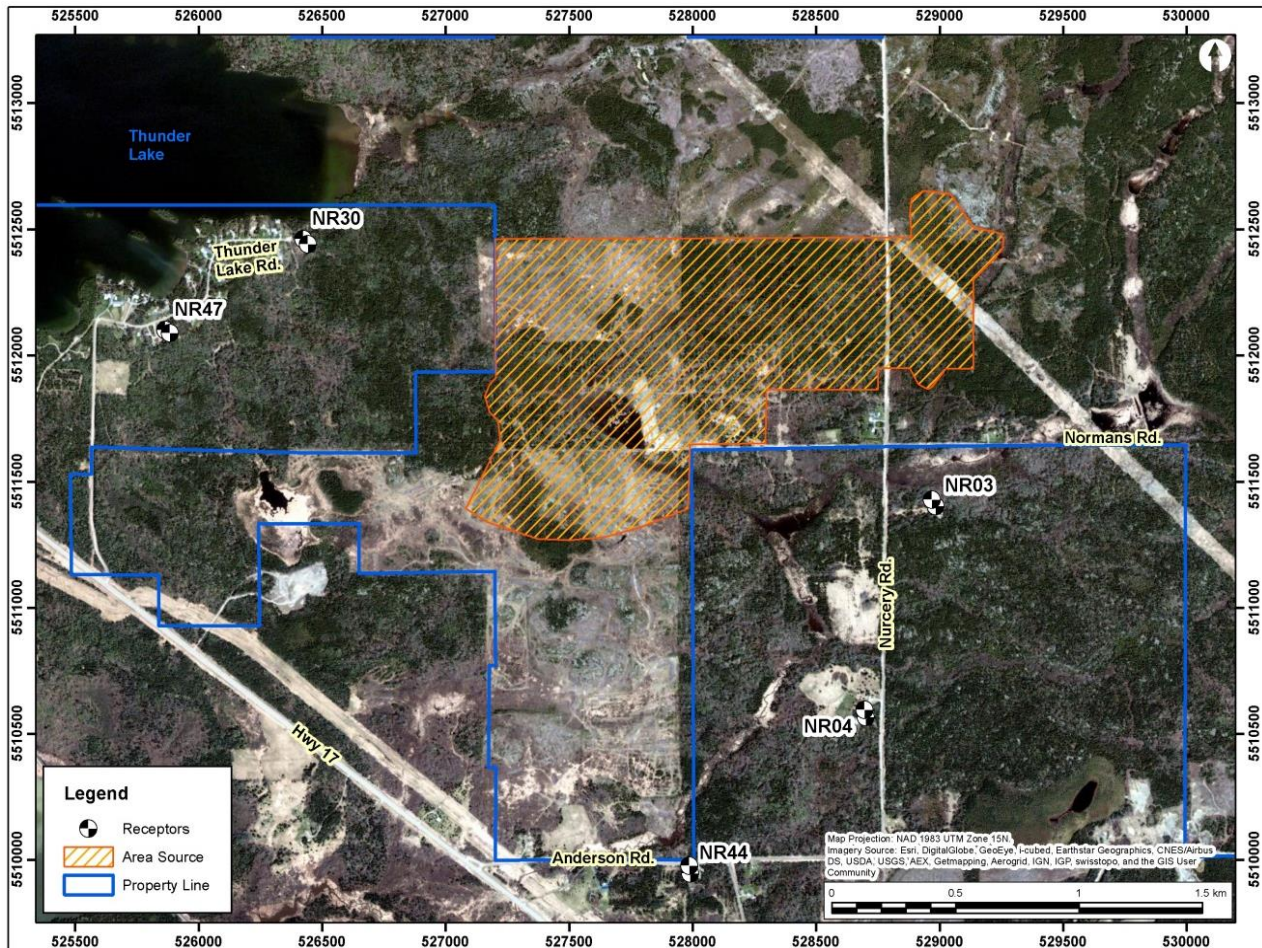 525500 526000 526500 527000 527500 528000 528500 529000 529500 530000
5513000
5512500
5512000
5511500
5511000
5510500
5510000
5513000
5512500
5512000
5511500
5511000
5510500
5510000
Thunder
Lake
NR30
Thunder
Lake Rd.
NR47
Normans Rd.
NR03
Nurcery Rd.
NR04
Hwy 17
Anderson Rd.
NR44
Legend
Receptors
Area Source
Property Line
Map Projection: NAD 1983 UTM Zone 15N,
Imagery Source: Esri, DigitalGlobe, GeoEye, i-cubed, Earthstar Geographics, CNES/Airbus
DS, USDA, USGS, AEX, Getmapping, Aerogrid, IGN, IGP, swisstopo, and the GIS User
Community
0 0.5 1 1.5 km
525500 526000 526500 527000 527500 528000 528500 529000 529500 530000